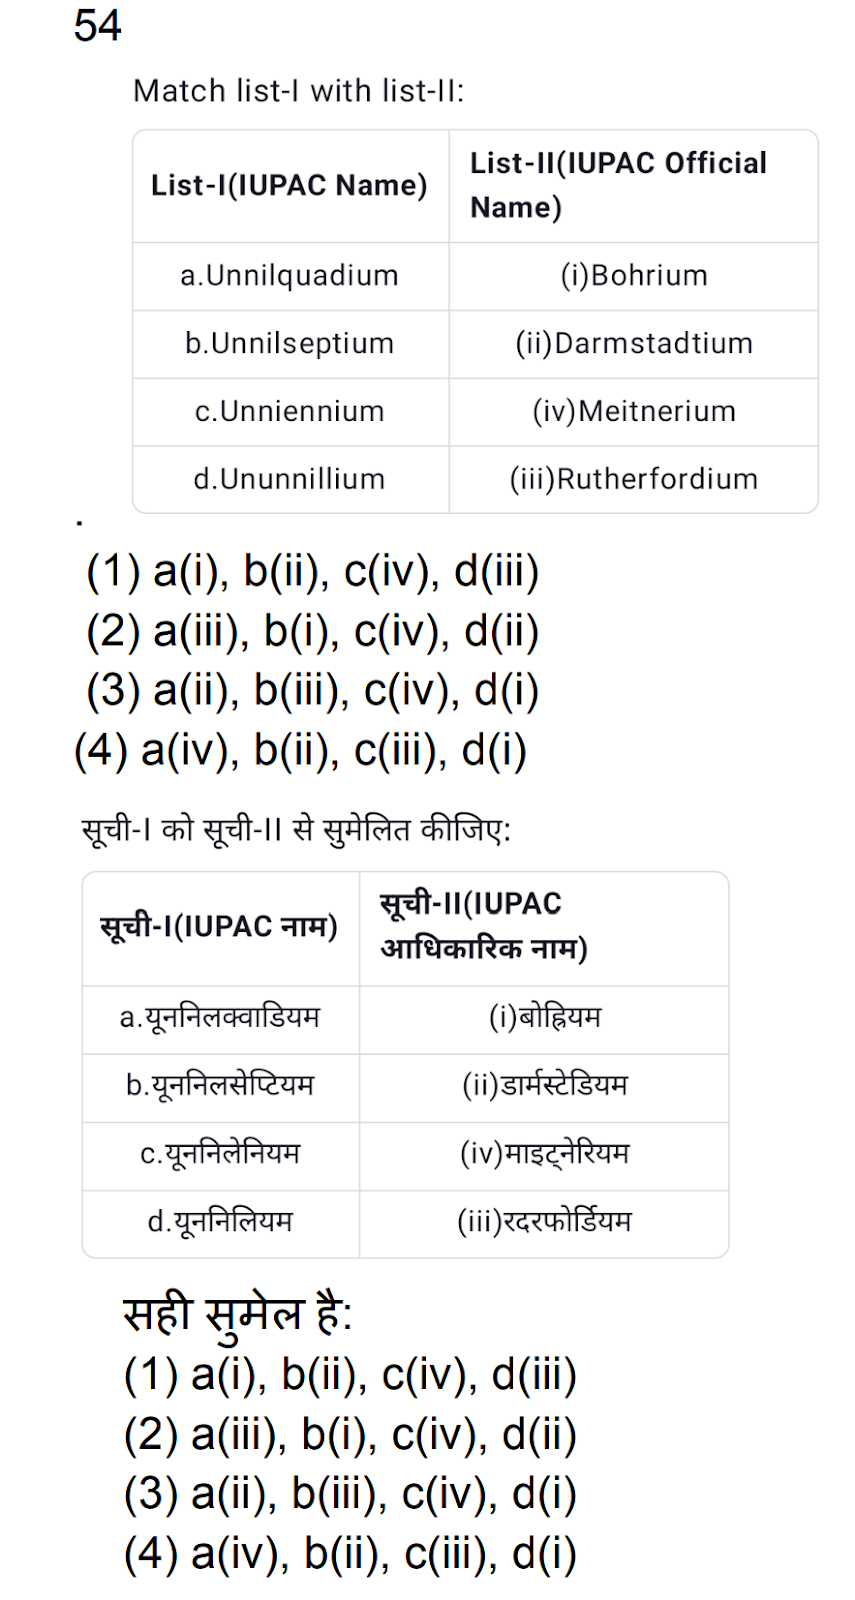 54
Match list-I with list-II:
List-I(IUPAC Name)
List-II(IUPAC Official
Name)
a.Unnilquadium
(i)Bohrium
b.Unnilseptium
(ii)Darmstadtium
c.Unniennium
(iv)Meitnerium
d.Ununnillium
(iii)Rutherfordium
.
(1) a(i), b(ii), c(iv), d(iii)
(2) a(iii), b(i), c(iv), d(ii)
(3) a(ii), b(iii), c(iv), d(i)
(4) a(iv), b(ii), c(iii), d(i)
सूची-I को सूची-II से सुमेलित कीजिए:
सूची-I(IUPAC नाम)
सूची-II(IUPAC
आधिकारिक नाम)
a.यूननिलक्वाडियम
(i)बोह्रियम
b.यूननिलसेप्टियम
(ii)डार्मस्टेडियम
c.यूननिलेनियम
(iv)माइट्नेरियम
d.यूननिलियम
(iii)रदरफोर्डियम
सही सुमेल है:
(1) a(i), b(ii), c(iv), d(iii)
(2) a(iii), b(i), c(iv), d(ii)
(3) a(ii), b(iii), c(iv), d(i)
(4) a(iv), b(ii), c(iii), d(i)